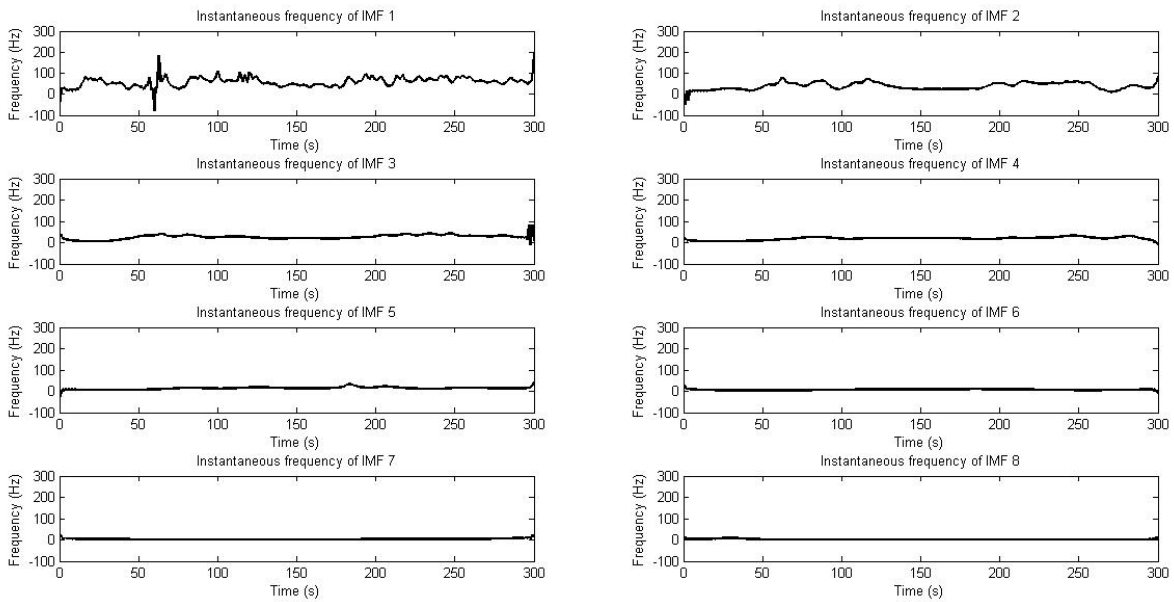 Instantaneous frequency of IMF 1
Frequency (Hz)
300
200
100
0
-100
0 50 100 150 200 250 300
Time (s)
Instantaneous frequency of IMF 2
Frequency (Hz)
300
200
100
0
-100
0 50 100 150 200 250 300
Time (s)
Instantaneous frequency of IMF 3
Frequency (Hz)
300
200
100
0
-100
0 50 100 150 200 250 300
Time (s)
Instantaneous frequency of IMF 4
Frequency (Hz)
300
200
100
0
-100
0 50 100 150 200 250 300
Time (s)
Instantaneous frequency of IMF 5
Frequency (Hz)
300
200
100
0
-100
0 50 100 150 200 250 300
Time (s)
Instantaneous frequency of IMF 6
Frequency (Hz)
300
200
100
0
-100
0 50 100 150 200 250 300
Time (s)
Instantaneous frequency of IMF 7
Frequency (Hz)
300
200
100
0
-100
0 50 100 150 200 250 300
Time (s)
Instantaneous frequency of IMF 8
Frequency (Hz)
300
200
100
0
-100
0 50 100 150 200 250 300
Time (s)